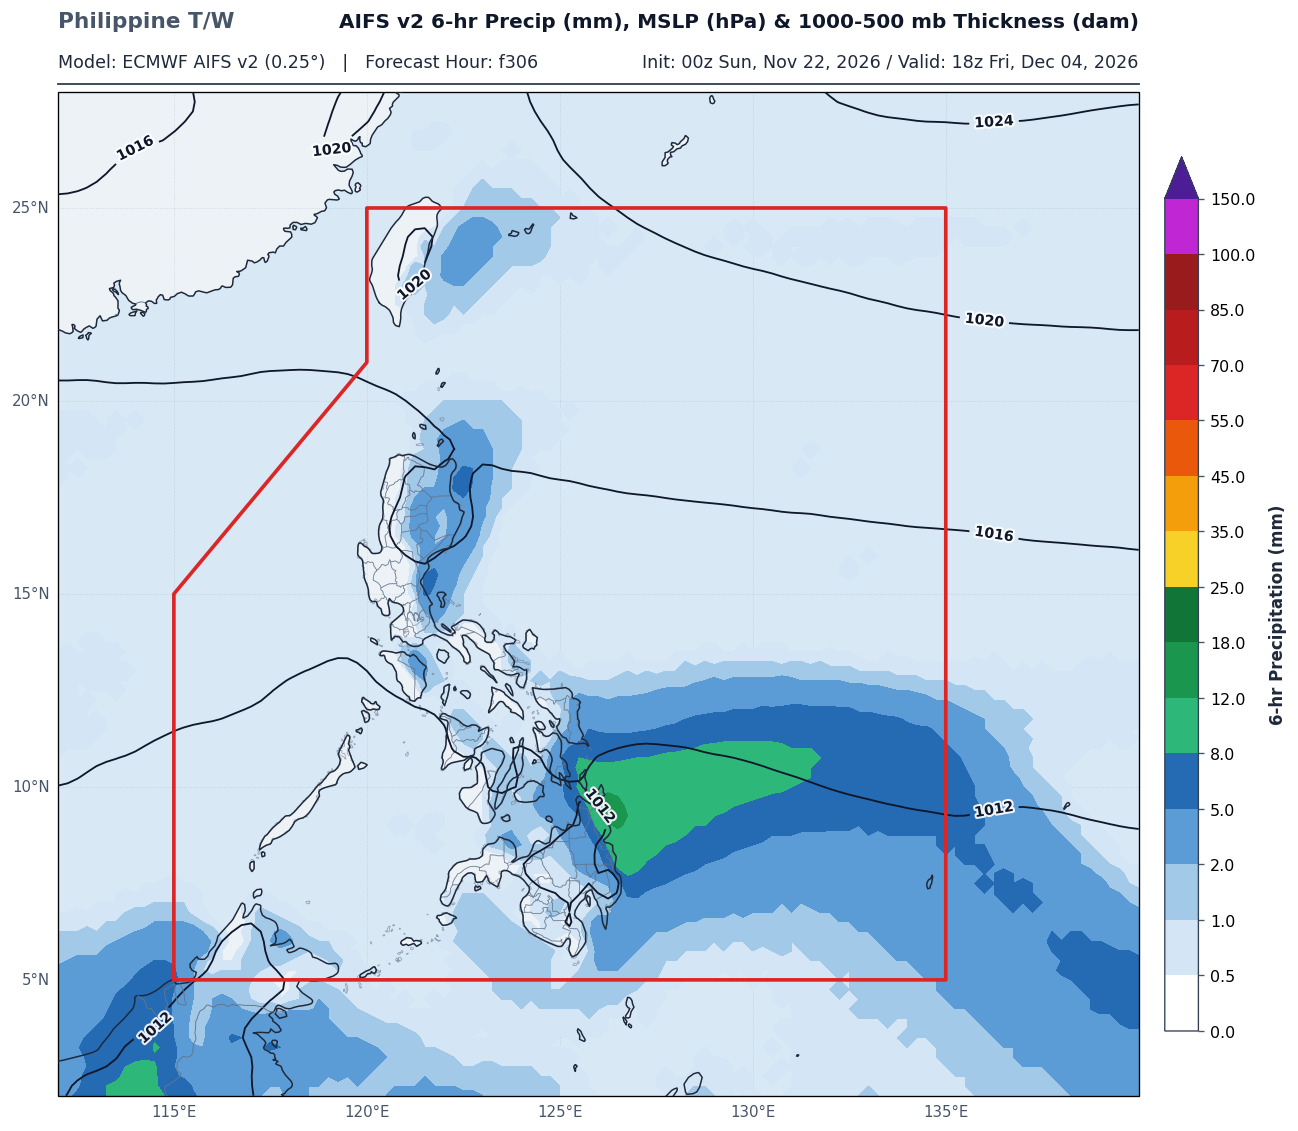 Philippine T/W
AIFS v2 6-hr Precip (mm), MSLP (hPa) & 1000-500 mb Thickness (dam)
Model: ECMWF AIFS v2 (0.25°) | Forecast Hour: f306
Init: 00z Sun, Nov 22, 2026 / Valid: 18z Fri, Dec 04, 2026
1016
1020
1024
1020
1020
1016
1012
1012
1012
25°N
20°N
15°N
10°N
5°N
115°E
120°E
125°E
130°E
135°E
150.0
100.0
85.0
70.0
55.0
45.0
35.0
25.0
18.0
12.0
8.0
5.0
2.0
1.0
0.5
0.0
6-hr Precipitation (mm)